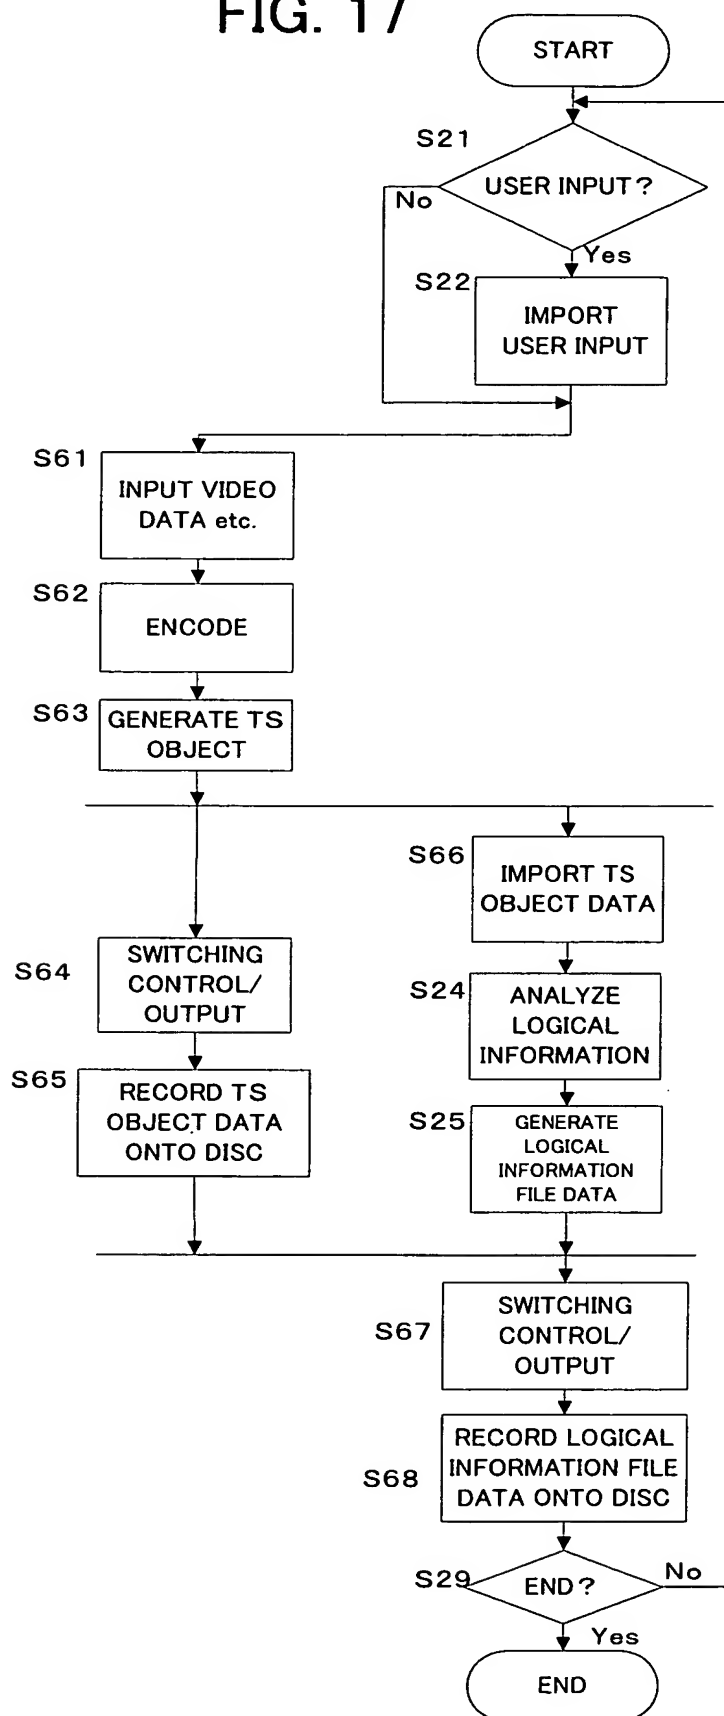 FIG. 17
START
S21
USER INPUT?
No
Yes
S22
IMPORT
USER INPUT
S61
INPUT VIDEO
DATA etc.
S62
ENCODE
S63
GENERATE TS
OBJECT
S66
IMPORT TS
OBJECT DATA
S64
SWITCHING
CONTROL/
OUTPUT
S24
ANALYZE
LOGICAL
INFORMATION
S65
RECORD TS
OBJECT DATA
ONTO DISC
S25
GENERATE
LOGICAL
INFORMATION
FILE DATA
S67
SWITCHING
CONTROL/
OUTPUT
S68
RECORD LOGICAL
INFORMATION FILE
DATA ONTO DISC
S29
END?
No
Yes
END